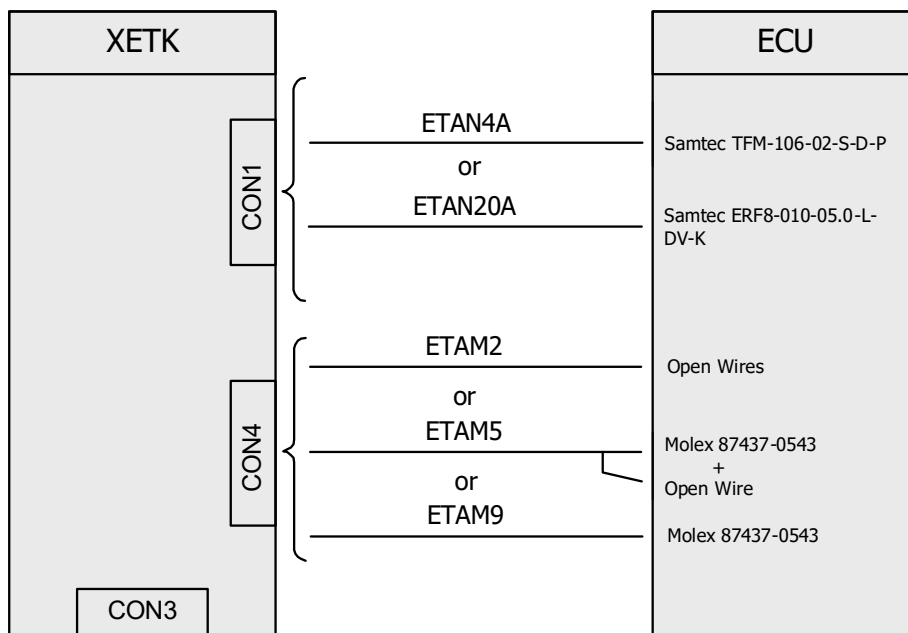 XETK
ECU
CON1
ETAN4A
or
ETAN20A
Samtec TFM-106-02-S-D-P
Samtec ERF8-010-05.0-L-
DV-K
CON4
ETAM2
or
ETAM5
or
ETAM9
Open Wires
Molex 87437-0543
+
Open Wire
Molex 87437-0543
CON3